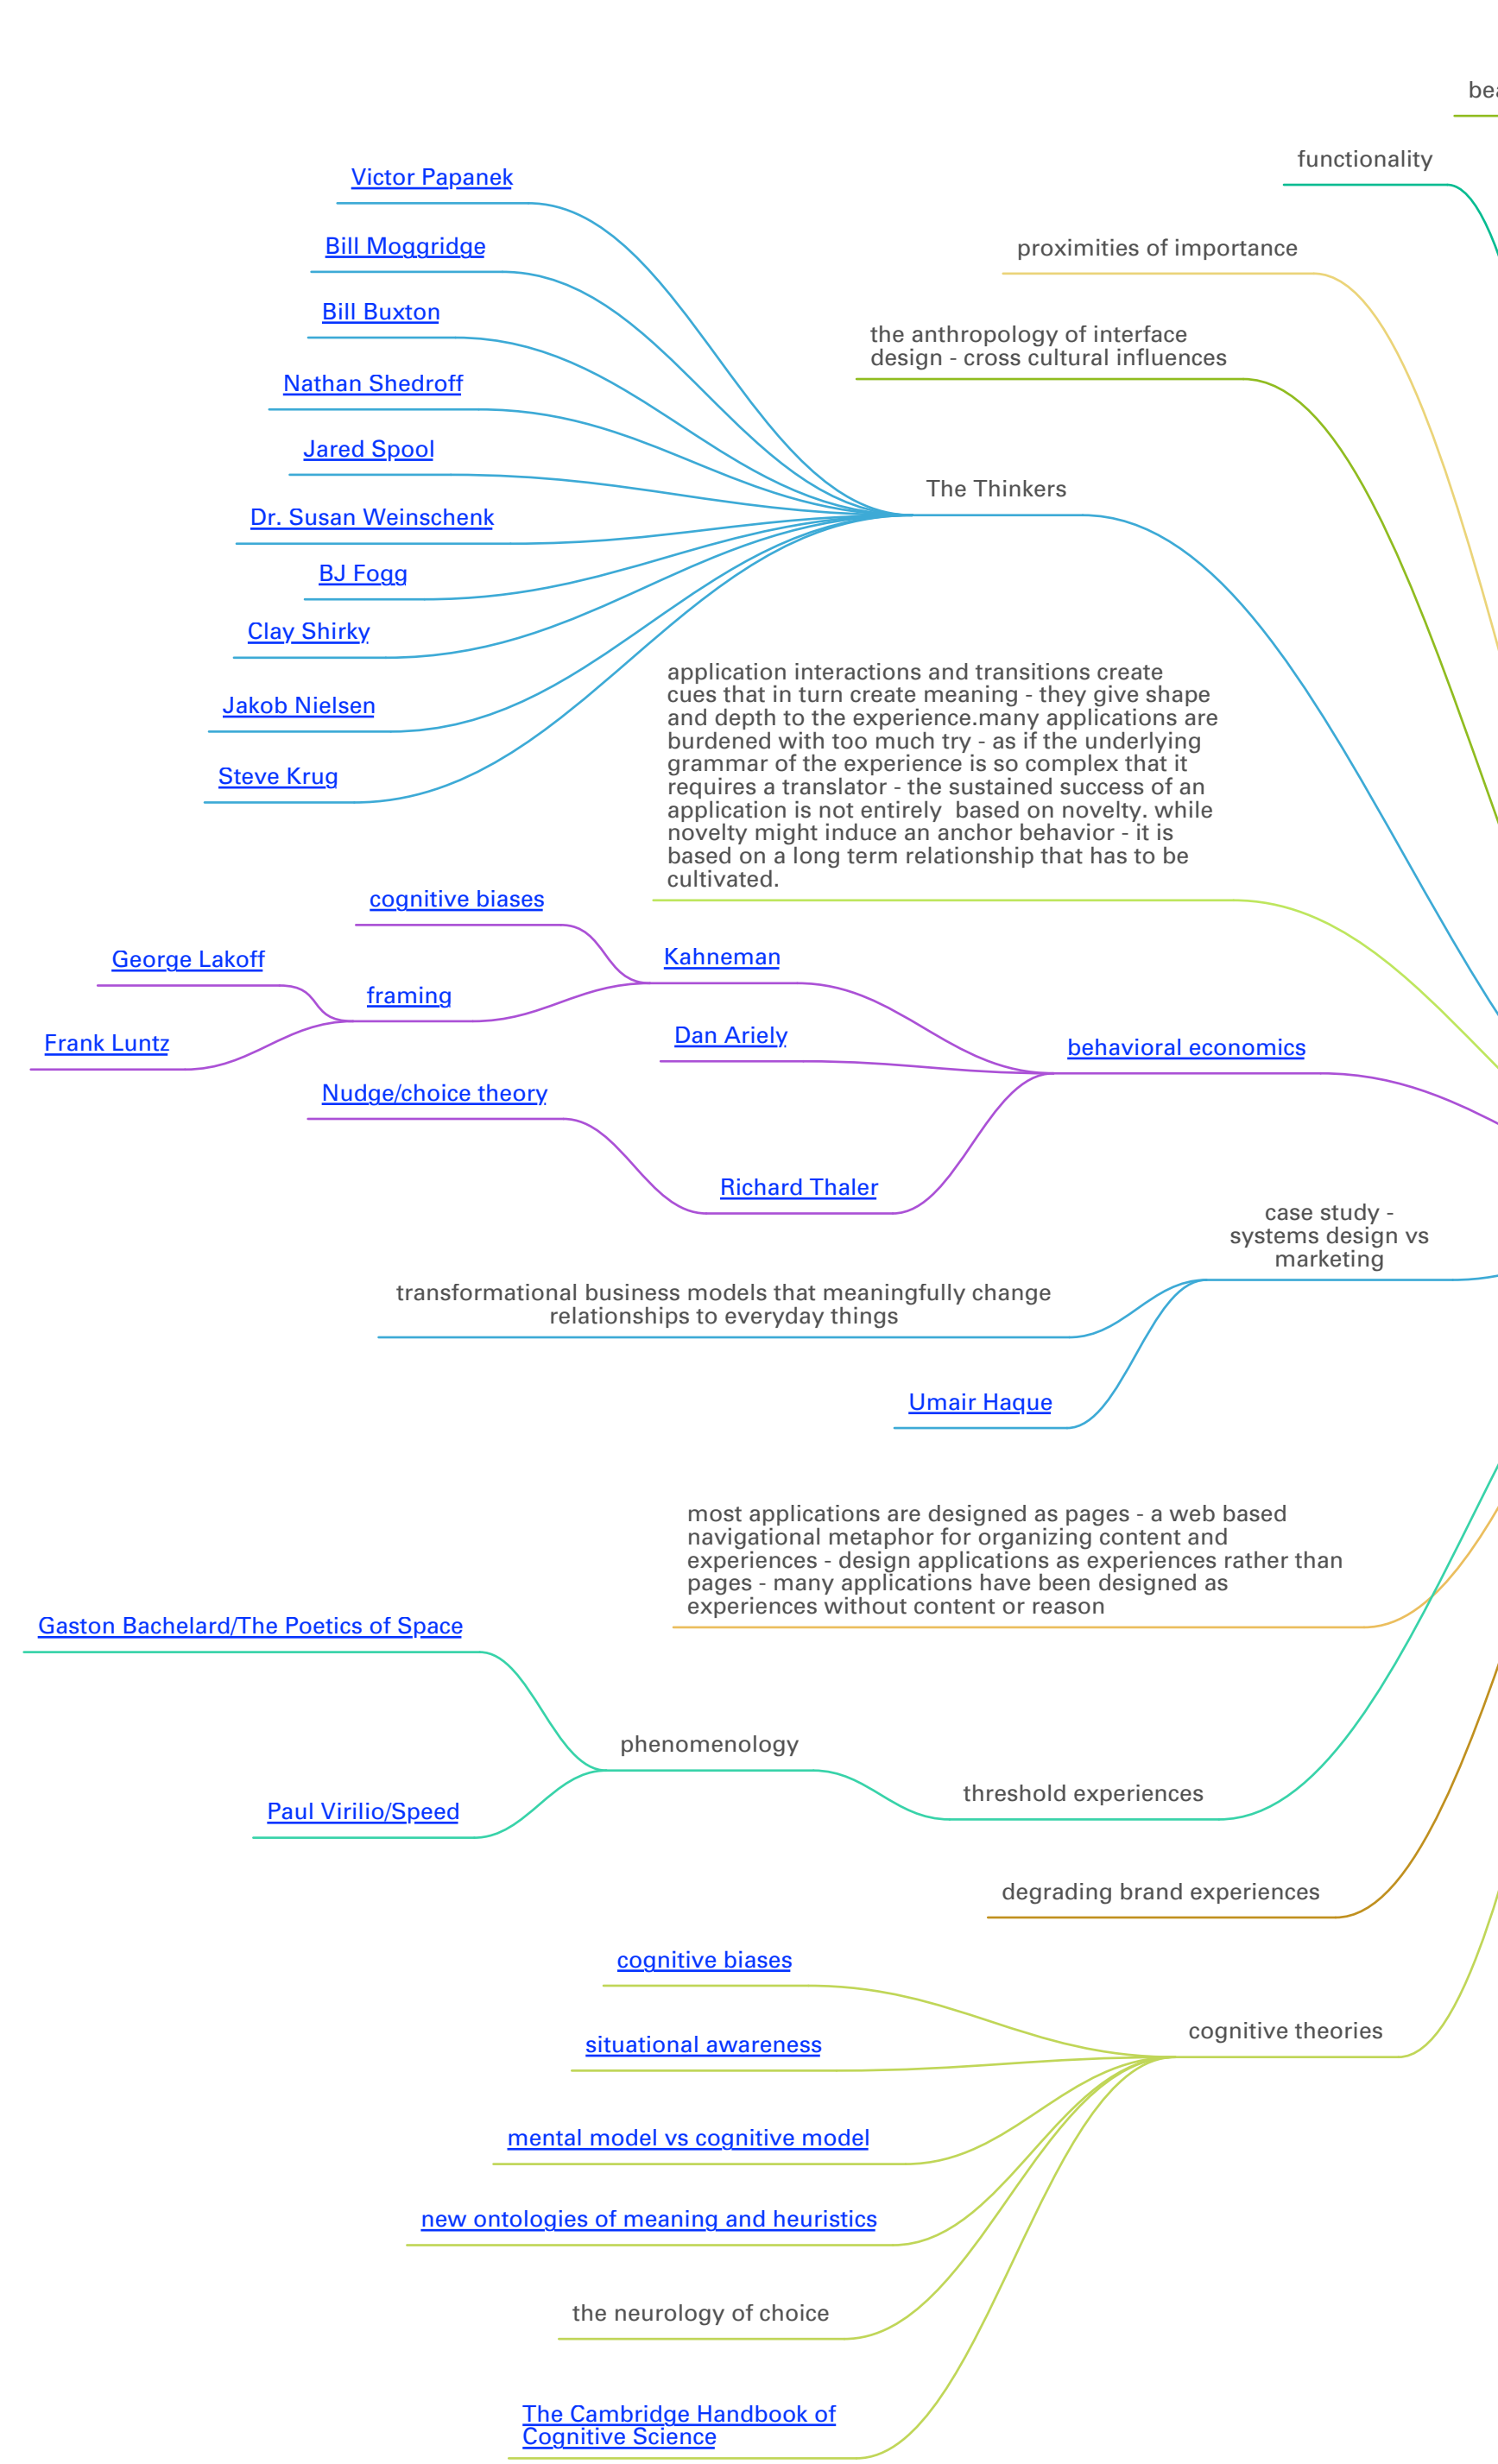 functionality
Victor Papanek
Bill Moggridge
proximities of importance
Bill Buxton
the anthropology of interface
design - cross cultural influences
Nathan Shedroff
Jared Spool
The Thinkers
Dr. Susan Weinschenk
BJ Fogg
Clay Shirky
Jakob Nielsen
Steve Krug
application interactions and transitions create
cues that in turn create meaning - they give shape
and depth to the experience.many applications are
burdened with too much try - as if the underlying
grammar of the experience is so complex that it
requires a translator - the sustained success of an
application is not entirely  based on novelty. while
novelty might induce an anchor behavior - it is
based on a long term relationship that has to be
cultivated.
cognitive biases
George Lakoff
Kahneman
framing
Frank Luntz
Dan Ariely
behavioral economics
Nudge/choice theory
Richard Thaler
case study -
systems design vs
marketing
transformational business models that meaningfully change
relationships to everyday things
Umair Haque
most applications are designed as pages - a web based
navigational metaphor for organizing content and
experiences - design applications as experiences rather than
pages - many applications have been designed as
experiences without content or reason
Gaston Bachelard/The Poetics of Space
phenomenology
threshold experiences
Paul Virilio/Speed
degrading brand experiences
cognitive biases
cognitive theories
situational awareness
mental model vs cognitive model
new ontologies of meaning and heuristics
the neurology of choice
The Cambridge Handbook of
Cognitive Science